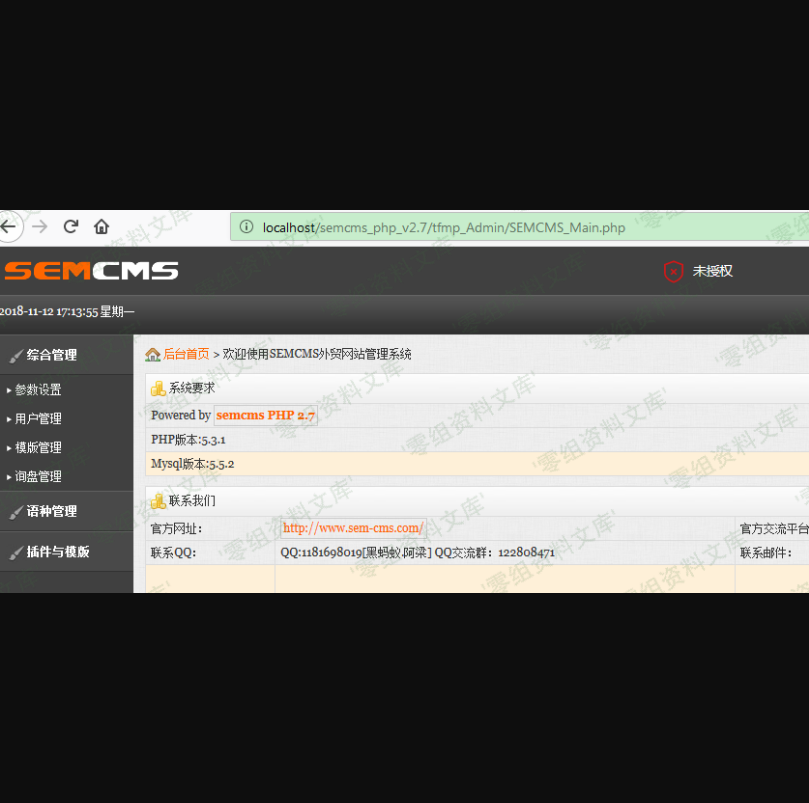 localhost/semcms_php_v2.7/tfmp_Admin/SEMCMS_Main.php
SEMCMS
未授权
2018-11-12 17:13:55 星期一
综合管理
后台首页 > 欢迎使用SEMCMS外贸网站管理系统
参数设置
系统要求
用户管理
Powered by semcms PHP 2.7
模版管理
PHP版本:5.3.1
询盘管理
Mysql版本:5.5.2
语种管理
联系我们
官方网址: http://www.sem-cms.com/ 官方交流平台
插件与模版
联系QQ: QQ:1181698019[黑蚂蚁.阿梁] QQ交流群：122808471 联系邮件:
'零组资料文库'